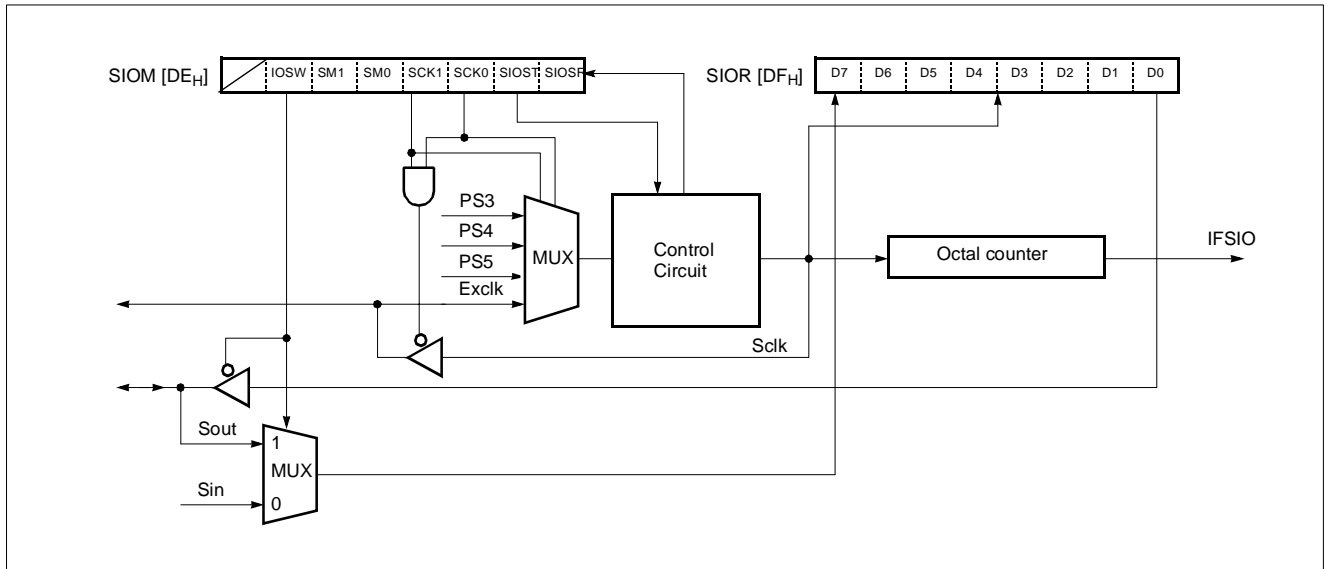 SIOM [DEH] IOSW SM1 SM0 SCK1 SCK0 SIOST SIOSF SIOR [DFH] D7 D6 D5 D4 D3 D2 D1 D0
PS3
PS4
PS5
Exclk
MUX
Control
Circuit
Octal counter
IFSIO
Sclk
Sout
1
MUX
Sin
0